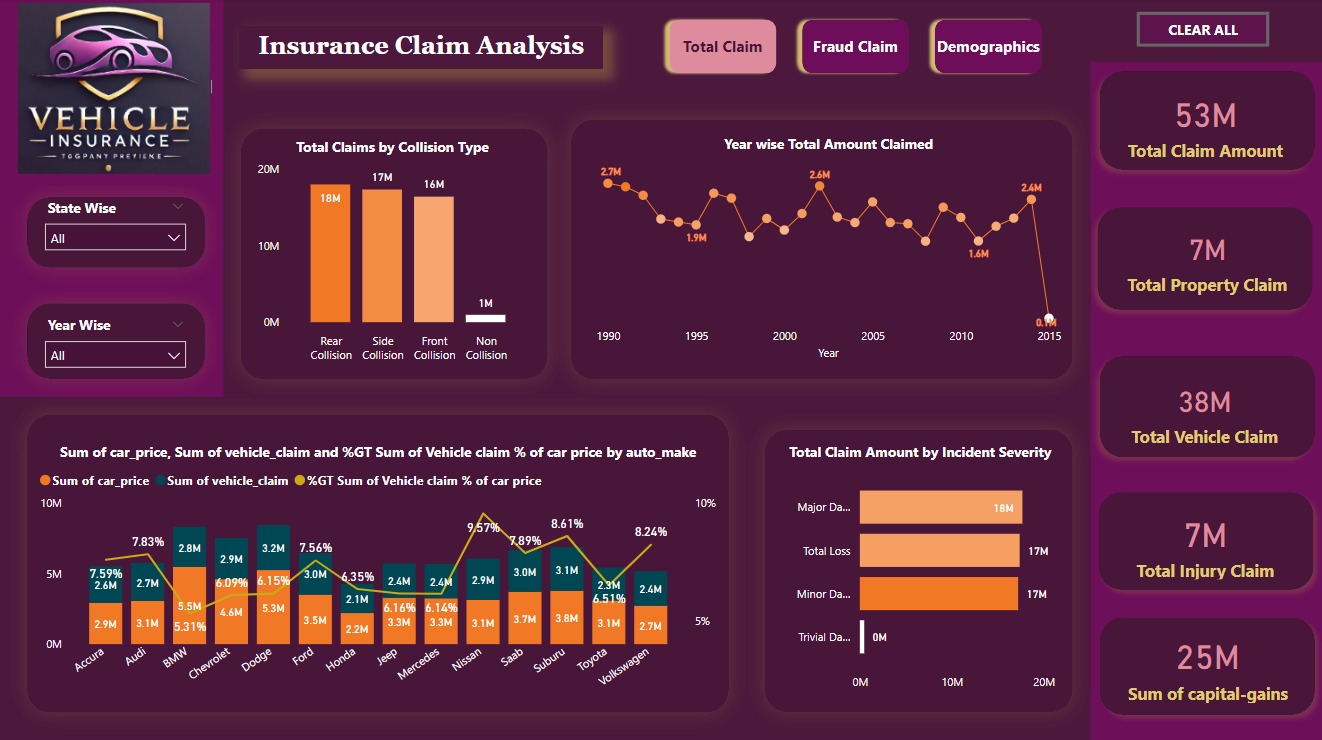 VEHICLE
INSURANCE
TGGPANY PREVIENE
Insurance Claim Analysis
Total Claim
Fraud Claim
Demographics
CLEAR ALL
State Wise
All
Year Wise
All
Total Claims by Collision Type
20M
10M
0M
18M
17M
16M
1M
Rear Collision
Side Collision
Front Collision
Non Collision
Year wise Total Amount Claimed
2.7M
1.9M
2.6M
1.6M
2.4M
0.1M
1990
1995
2000
2005
2010
2015
Year
53M
Total Claim Amount
7M
Total Property Claim
38M
Total Vehicle Claim
7M
Total Injury Claim
25M
Sum of capital-gains
Sum of car_price, Sum of vehicle_claim and %GT Sum of Vehicle claim % of car price by auto_make
Sum of car_price Sum of vehicle_claim %GT Sum of Vehicle claim % of car price
10M
5M
0M
10%
5%
7.59%
2.6M
2.9M
7.83%
2.7M
3.1M
2.8M
5.5M
5.31%
2.9M
6.09%
4.6M
3.2M
6.15%
5.3M
7.56%
3.0M
3.5M
6.35%
2.1M
2.2M
2.4M
6.16%
3.3M
2.4M
6.14%
3.3M
9.57%
2.9M
3.1M
7.89%
3.0M
3.7M
8.61%
3.1M
3.8M
2.3M
6.51%
3.1M
8.24%
2.4M
2.7M
Accura
Audi
BMW
Chevrolet
Dodge
Ford
Honda
Jeep
Mercedes
Nissan
Saab
Suburu
Toyota
Volkswagen
Total Claim Amount by Incident Severity
Major Da...
18M
Total Loss
17M
Minor Da...
17M
Trivial Da...
0M
0M
10M
20M